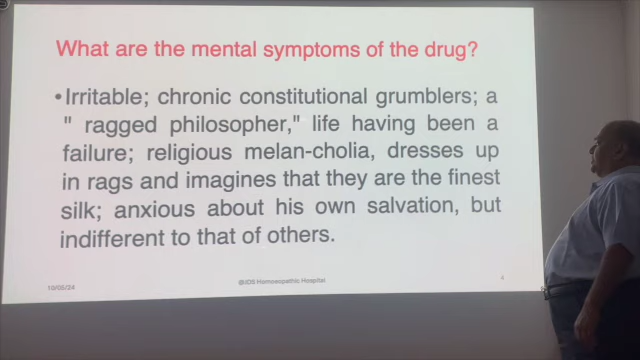 What are the mental symptoms of the drug?
•Irritable; chronic constitutional grumblers; a
" ragged philosopher," life having been a
failure; religious melan-cholia, dresses up
in rags and imagines that they are the finest
silk; anxious about his own salvation, but
indifferent to that of others.
10/05/24
@IDS Homoeopathic Hospital